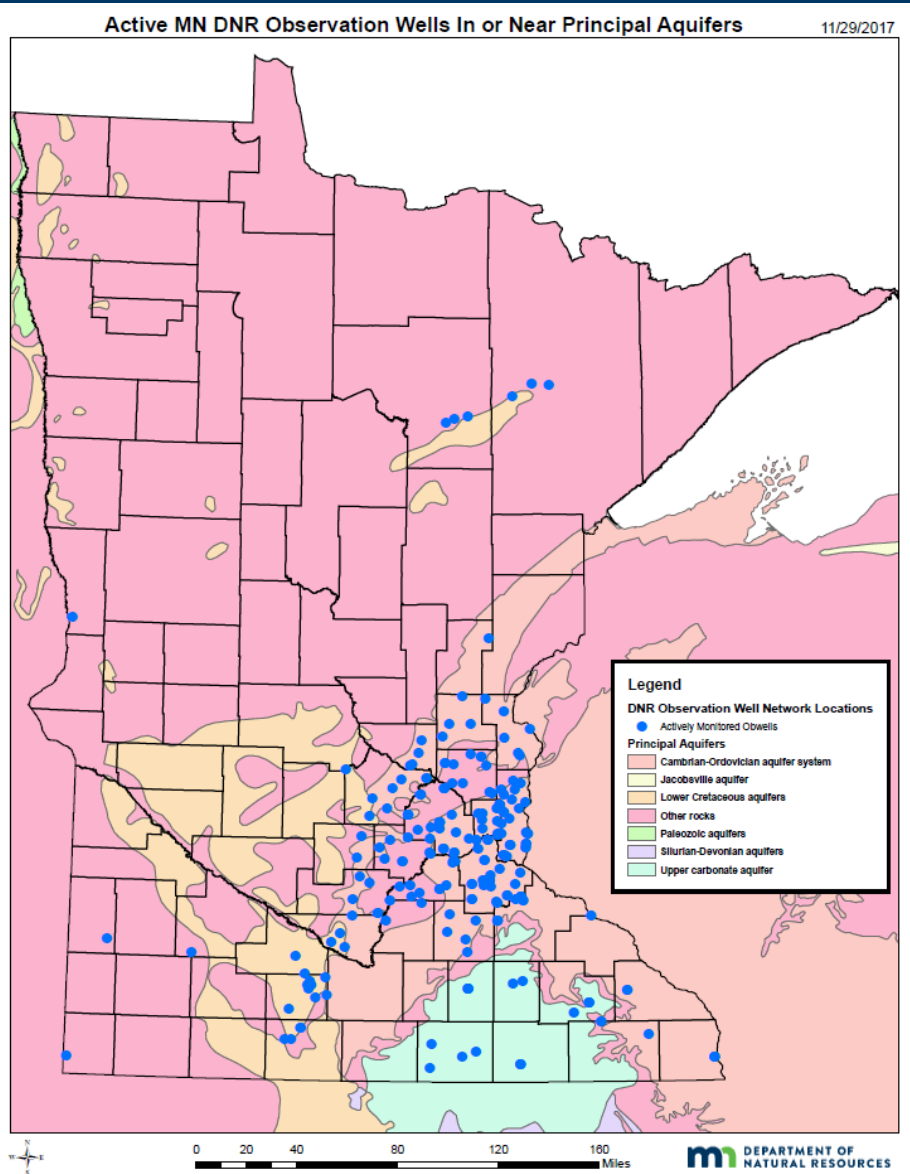 Active MN DNR Observation Wells In or Near Principal Aquifers
11/29/2017
Legend
DNR Observation Well Network Locations
Actively Monitored Obwells
Principal Aquifers
Cambrian-Ordovician aquifer system
Jacobsville aquifer
Lower Cretaceous aquifers
Other rocks
Paleozoic aquifers
Silurian-Devonian aquifers
Upper carbonate aquifer
N
W E
S
0 20 40 80 120 160
Miles
DEPARTMENT OF
NATURAL RESOURCES